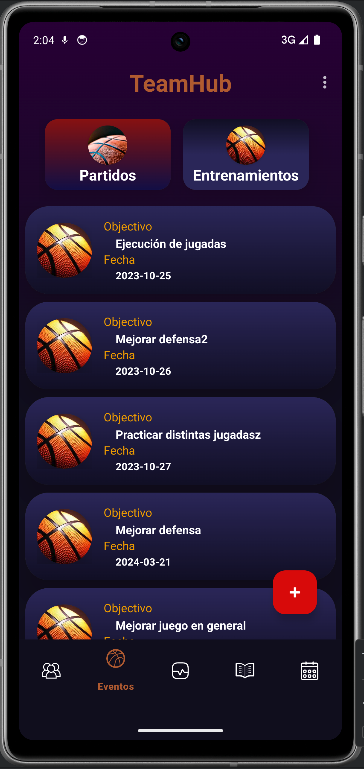 2:04
3G
TeamHub
Partidos
Entrenamientos
Objectivo
Ejecución de jugadas
Fecha
2023-10-25
Objectivo
Mejorar defensa2
Fecha
2023-10-26
Objectivo
Practicar distintas jugadasz
Fecha
2023-10-27
Objectivo
Mejorar defensa
Fecha
2024-03-21
+
Objectivo
Mejorar juego en general
Fecha
Eventos